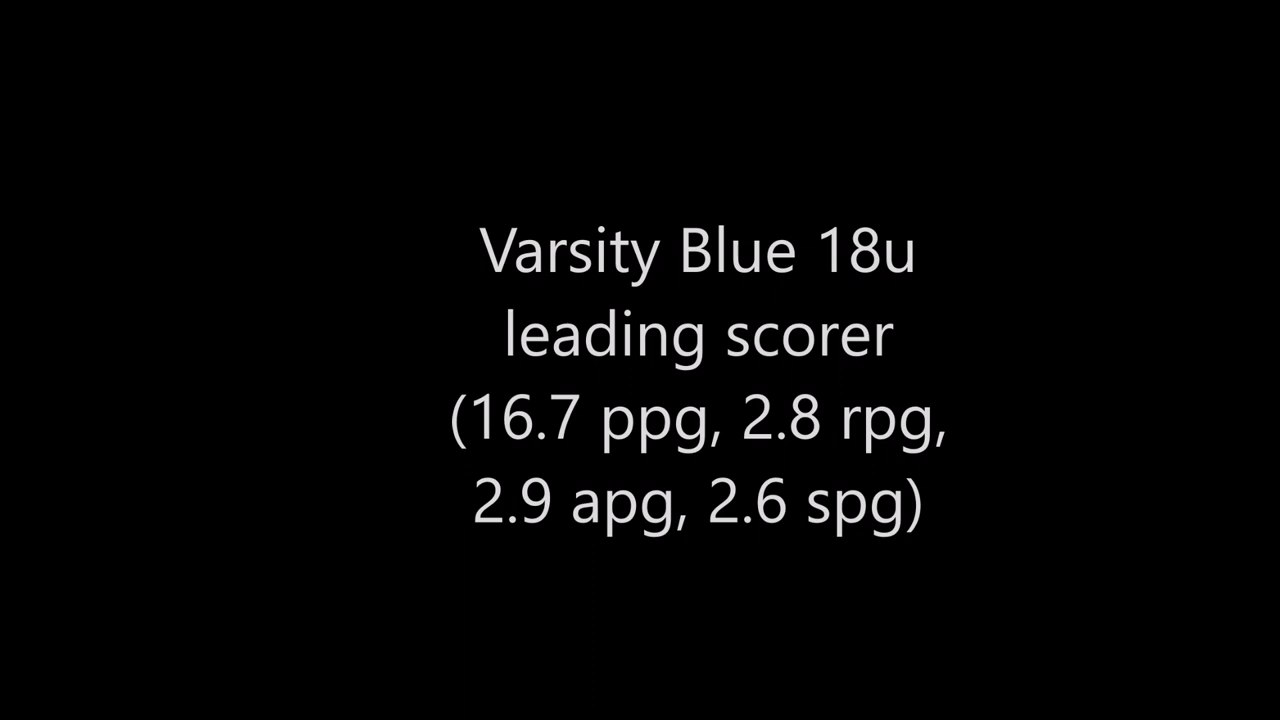 Varsity Blue 18u
leading scorer
(16.7 ppg, 2.8 rpg,
2.9 apg, 2.6 spg)